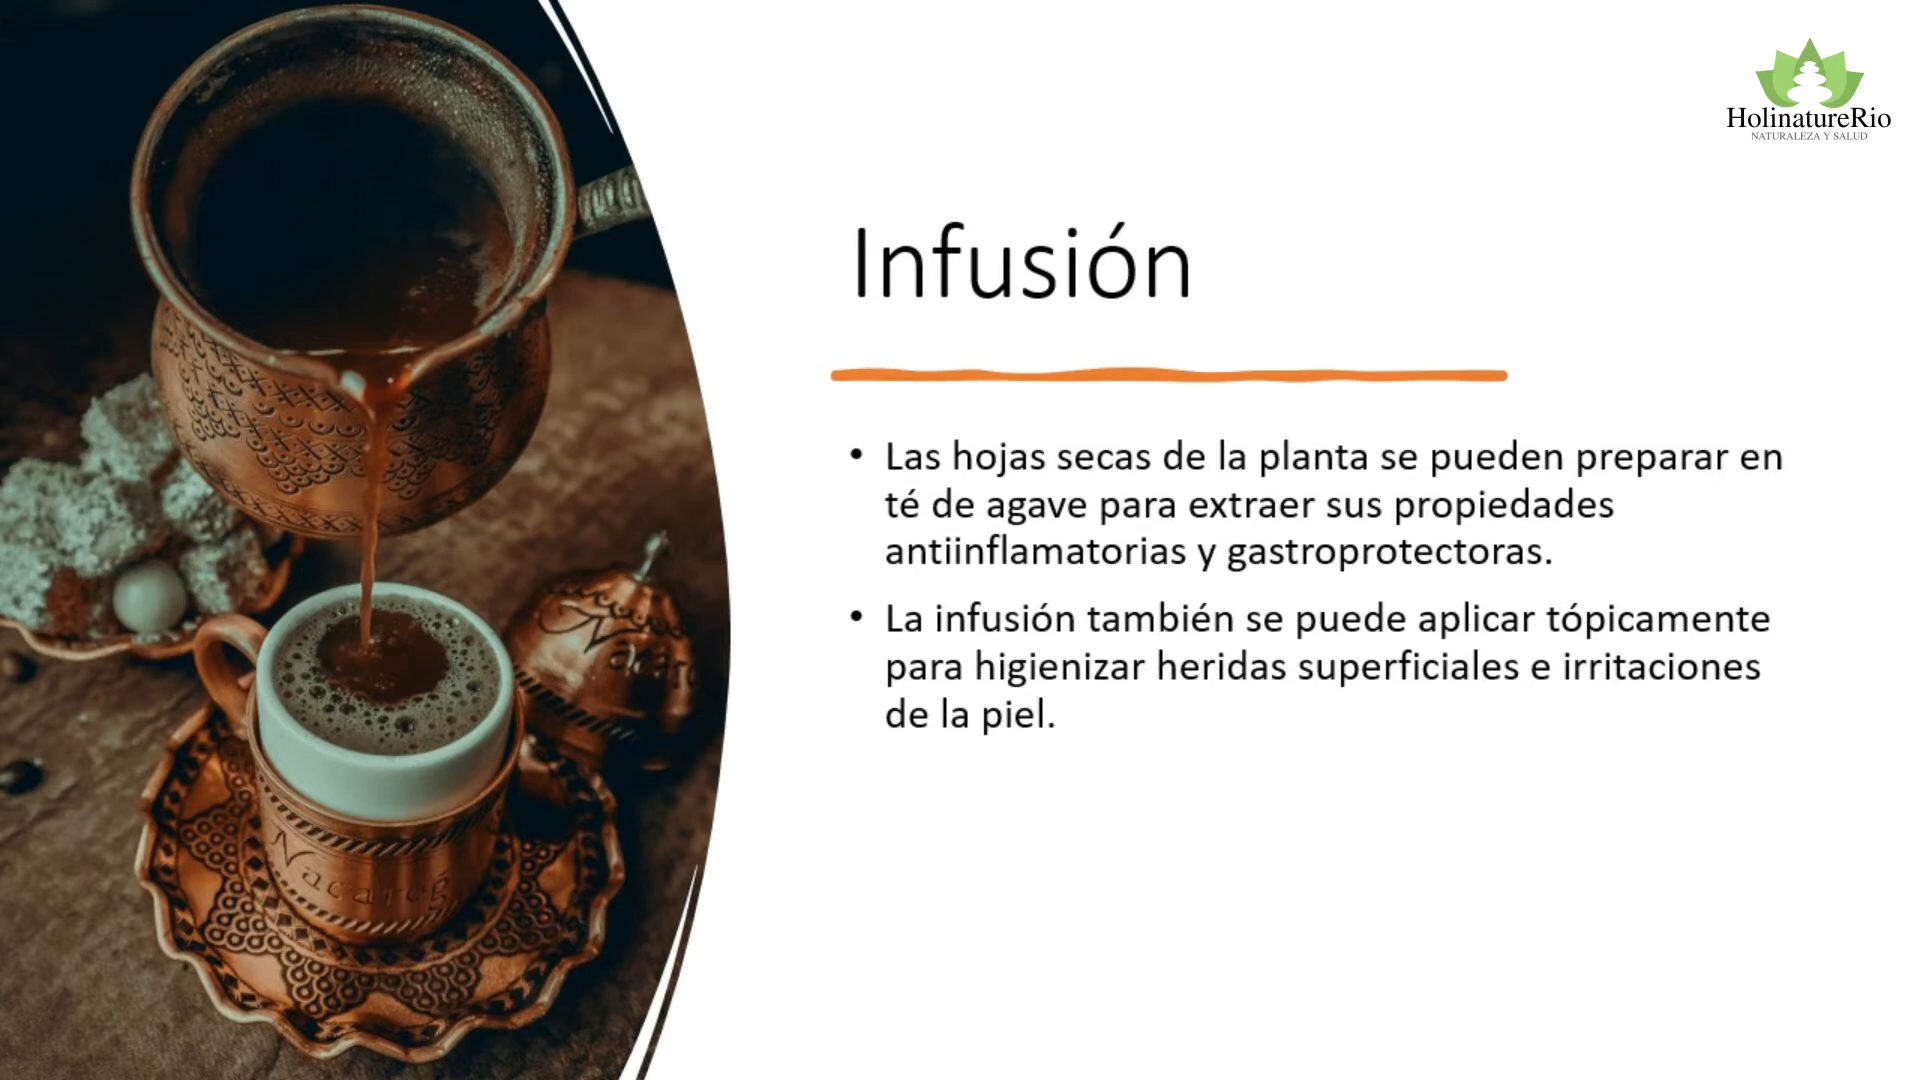 HolinatureRio
NATURALEZA Y SALUD
Infusión
• Las hojas secas de la planta se pueden preparar en
té de agave para extraer sus propiedades
antiinflamatorias y gastroprotectoras.
• La infusión también se puede aplicar tópicamente
para higienizar heridas superficiales e irritaciones
de la piel.